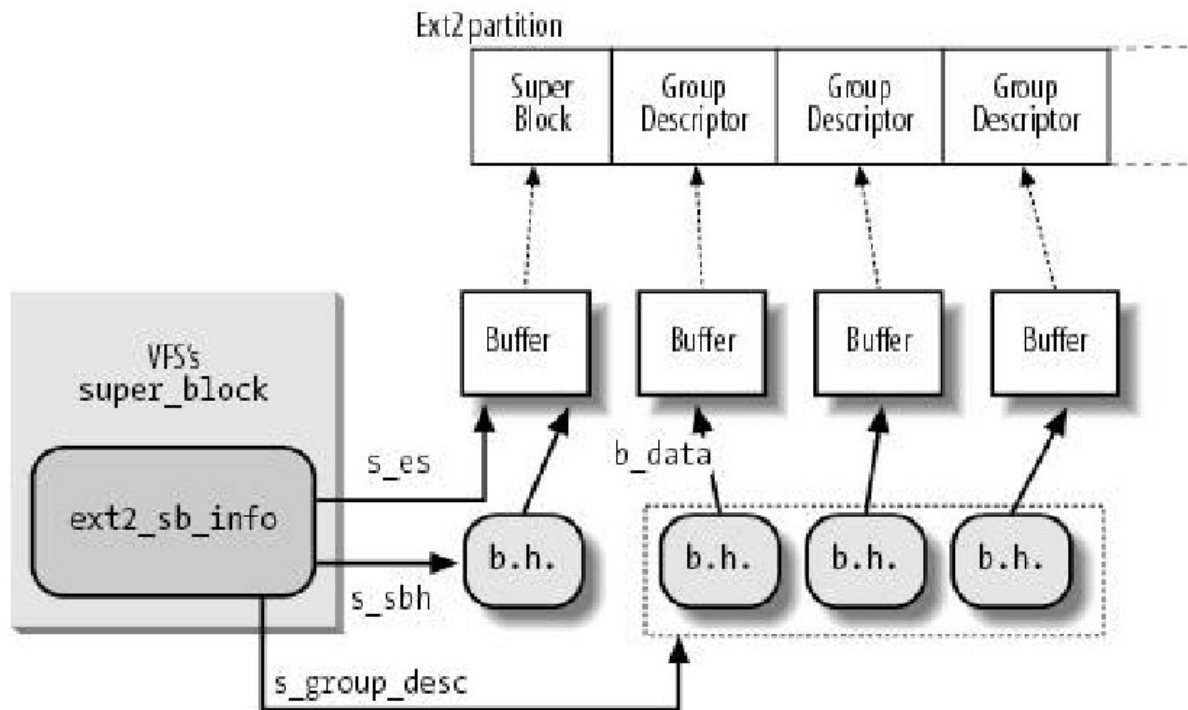 Ext2 partition
Super
Block
Group
Descriptor
Group
Descriptor
Group
Descriptor
Buffer
Buffer
Buffer
Buffer
VFS's
super_block
s_es
b_data
ext2_sb_info
b.h.
b.h.
b.h.
b.h.
s_sbh
s_group_desc